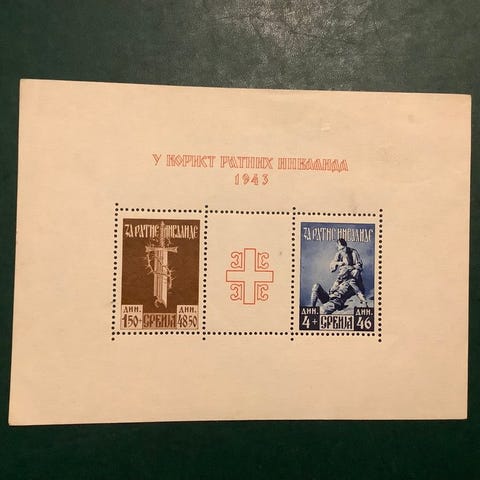 У КОРИСТ РАТНИХ ИНВАЛИДА
1943
ЗА РАТНЕ ИНВАЛИДЕ
ДИН. ДИН.
1.50+ СРБИЈА 48.50
ЗА РАТНЕ ИНВАЛИДЕ
ДИН. ДИН.
4+ СРБИЈА 46